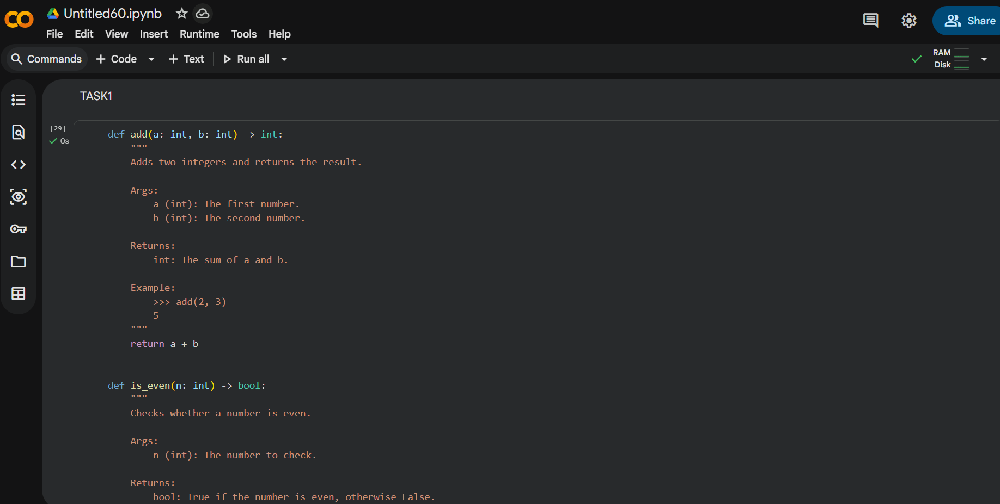 Untitled60.ipynb
File Edit View Insert Runtime Tools Help
Share
Commands + Code + Text Run all
RAM
Disk
TASK1
[29]
0s
def add(a: int, b: int) -> int:
"""
Adds two integers and returns the result.
Args:
a (int): The first number.
b (int): The second number.
Returns:
int: The sum of a and b.
Example:
>>> add(2, 3)
5
"""
return a + b
def is_even(n: int) -> bool:
"""
Checks whether a number is even.
Args:
n (int): The number to check.
Returns:
bool: True if the number is even, otherwise False.